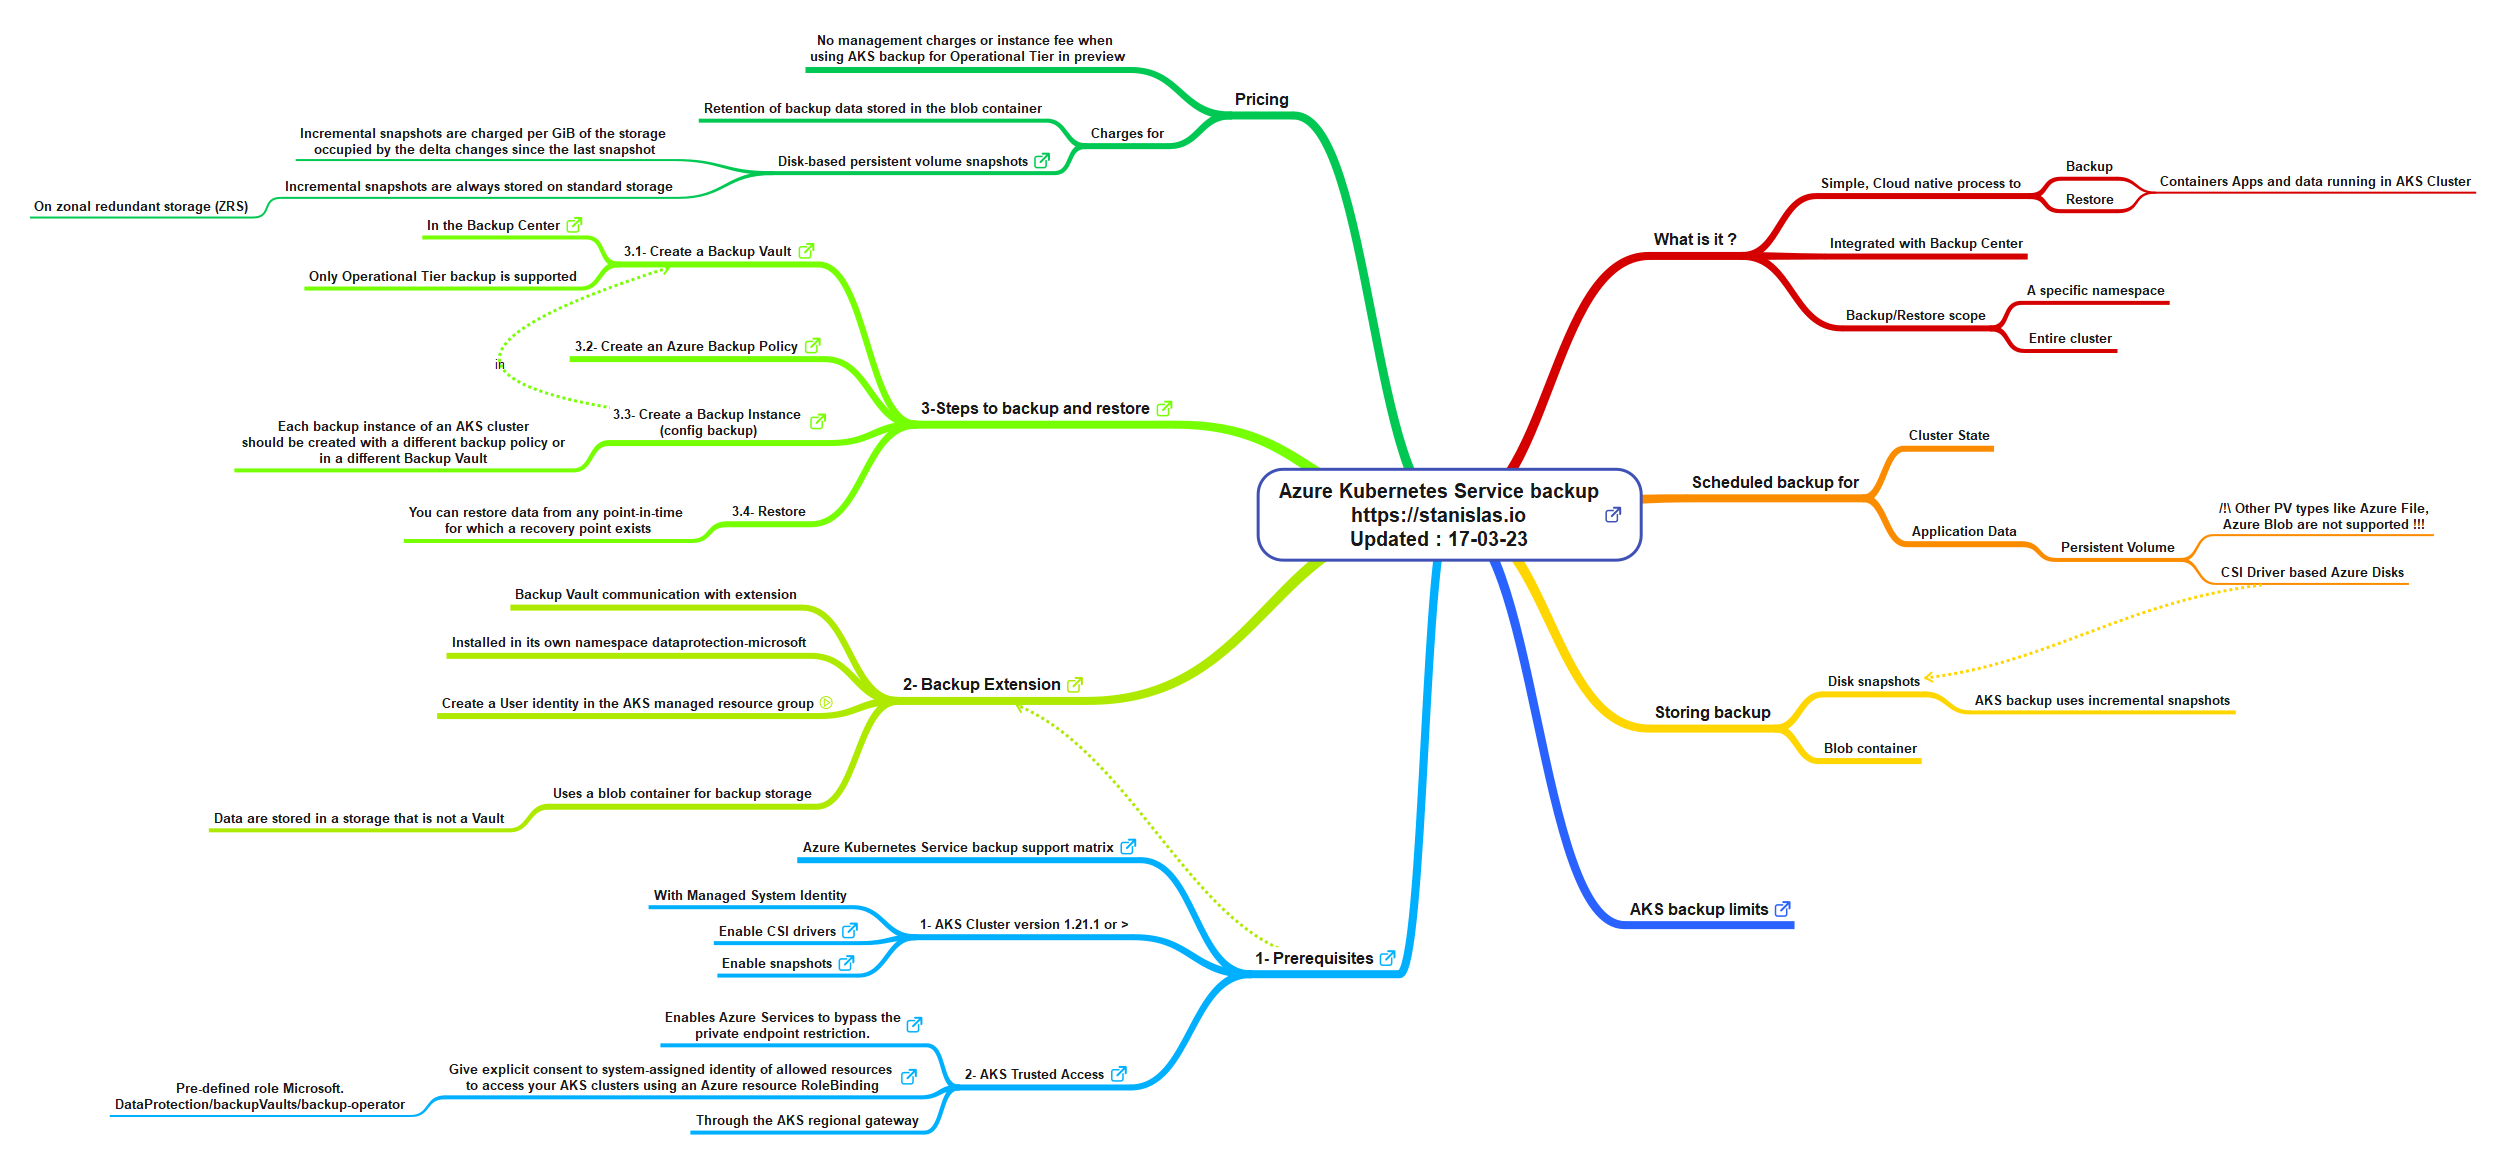 Azure Kubernetes Service backup
https://stanislas.io
Updated : 17-03-23
What is it ?
Simple, Cloud native process to
Backup
Restore
Containers Apps and data running in AKS Cluster
Integrated with Backup Center
Backup/Restore scope
A specific namespace
Entire cluster
Scheduled backup for
Cluster State
Application Data
Persistent Volume
/!\ Other PV types like Azure File,
Azure Blob are not supported !!!
CSI Driver based Azure Disks
Storing backup
Disk snapshots
AKS backup uses incremental snapshots
Blob container
AKS backup limits
1- Prerequisites
Azure Kubernetes Service backup support matrix
1- AKS Cluster version 1.21.1 or >
With Managed System Identity
Enable CSI drivers
Enable snapshots
2- AKS Trusted Access
Enables Azure Services to bypass the
private endpoint restriction.
Give explicit consent to system-assigned identity of allowed resources
to access your AKS clusters using an Azure resource RoleBinding
Pre-defined role Microsoft.
DataProtection/backupVaults/backup-operator
Through the AKS regional gateway
2- Backup Extension
Backup Vault communication with extension
Installed in its own namespace dataprotection-microsoft
Create a User identity in the AKS managed resource group
Uses a blob container for backup storage
Data are stored in a storage that is not a Vault
3-Steps to backup and restore
3.1- Create a Backup Vault
In the Backup Center
Only Operational Tier backup is supported
3.2- Create an Azure Backup Policy
in
3.3- Create a Backup Instance
(config backup)
Each backup instance of an AKS cluster
should be created with a different backup policy or
in a different Backup Vault
3.4- Restore
You can restore data from any point-in-time
for which a recovery point exists
Pricing
No management charges or instance fee when
using AKS backup for Operational Tier in preview
Charges for
Retention of backup data stored in the blob container
Disk-based persistent volume snapshots
Incremental snapshots are charged per GiB of the storage
occupied by the delta changes since the last snapshot
Incremental snapshots are always stored on standard storage
On zonal redundant storage (ZRS)